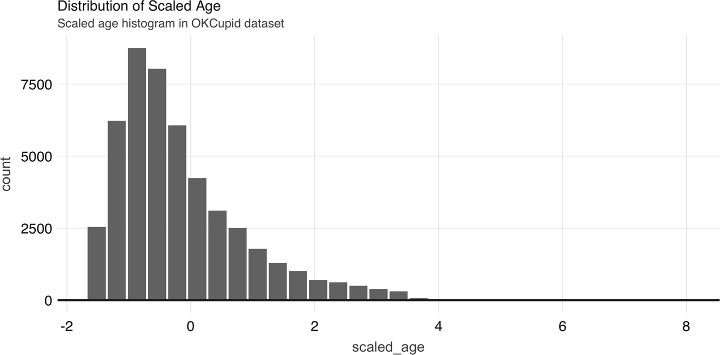 Distribution of Scaled Age
Scaled age histogram in OKCupid dataset
7500
5000
2500
0
count
-2 0 2 4 6 8
scaled_age